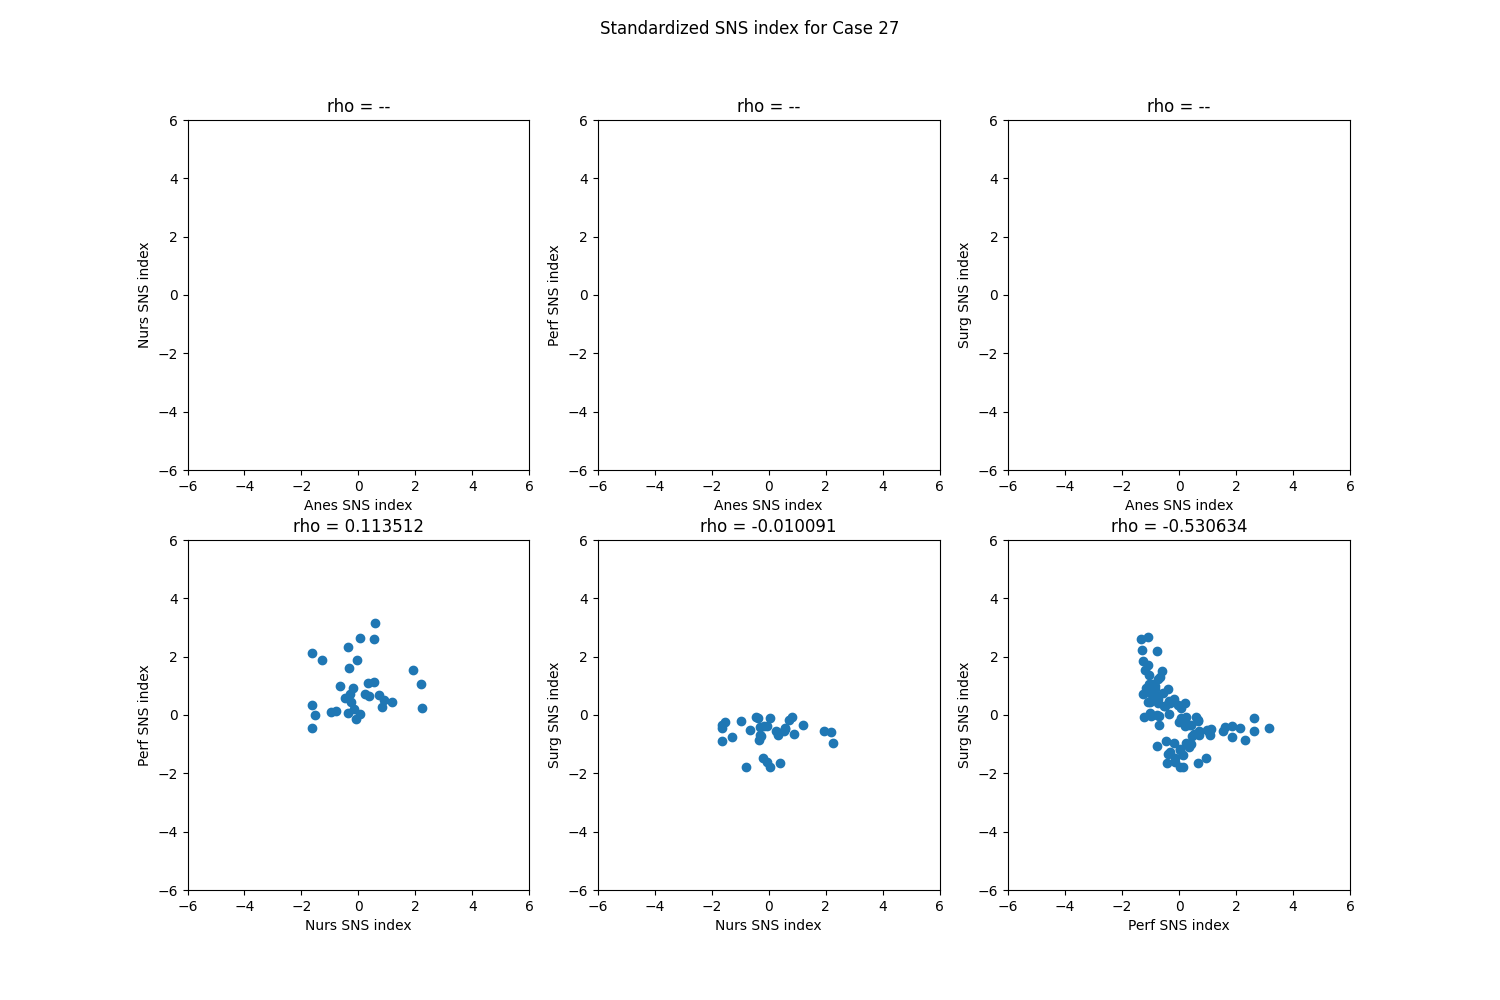 Standardized SNS index for Case 27
rho = --
6
4
2
0
−2
−4
−6
Nurs SNS index
−6 −4 −2 0 2 4 6
Anes SNS index
rho = --
6
4
2
0
−2
−4
−6
Perf SNS index
−6 −4 −2 0 2 4 6
Anes SNS index
rho = --
6
4
2
0
−2
−4
−6
Surg SNS index
−6 −4 −2 0 2 4 6
Anes SNS index
rho = 0.113512
6
4
2
0
−2
−4
−6
Perf SNS index
−6 −4 −2 0 2 4 6
Nurs SNS index
rho = -0.010091
6
4
2
0
−2
−4
−6
Surg SNS index
−6 −4 −2 0 2 4 6
Nurs SNS index
rho = -0.530634
6
4
2
0
−2
−4
−6
Surg SNS index
−6 −4 −2 0 2 4 6
Perf SNS index